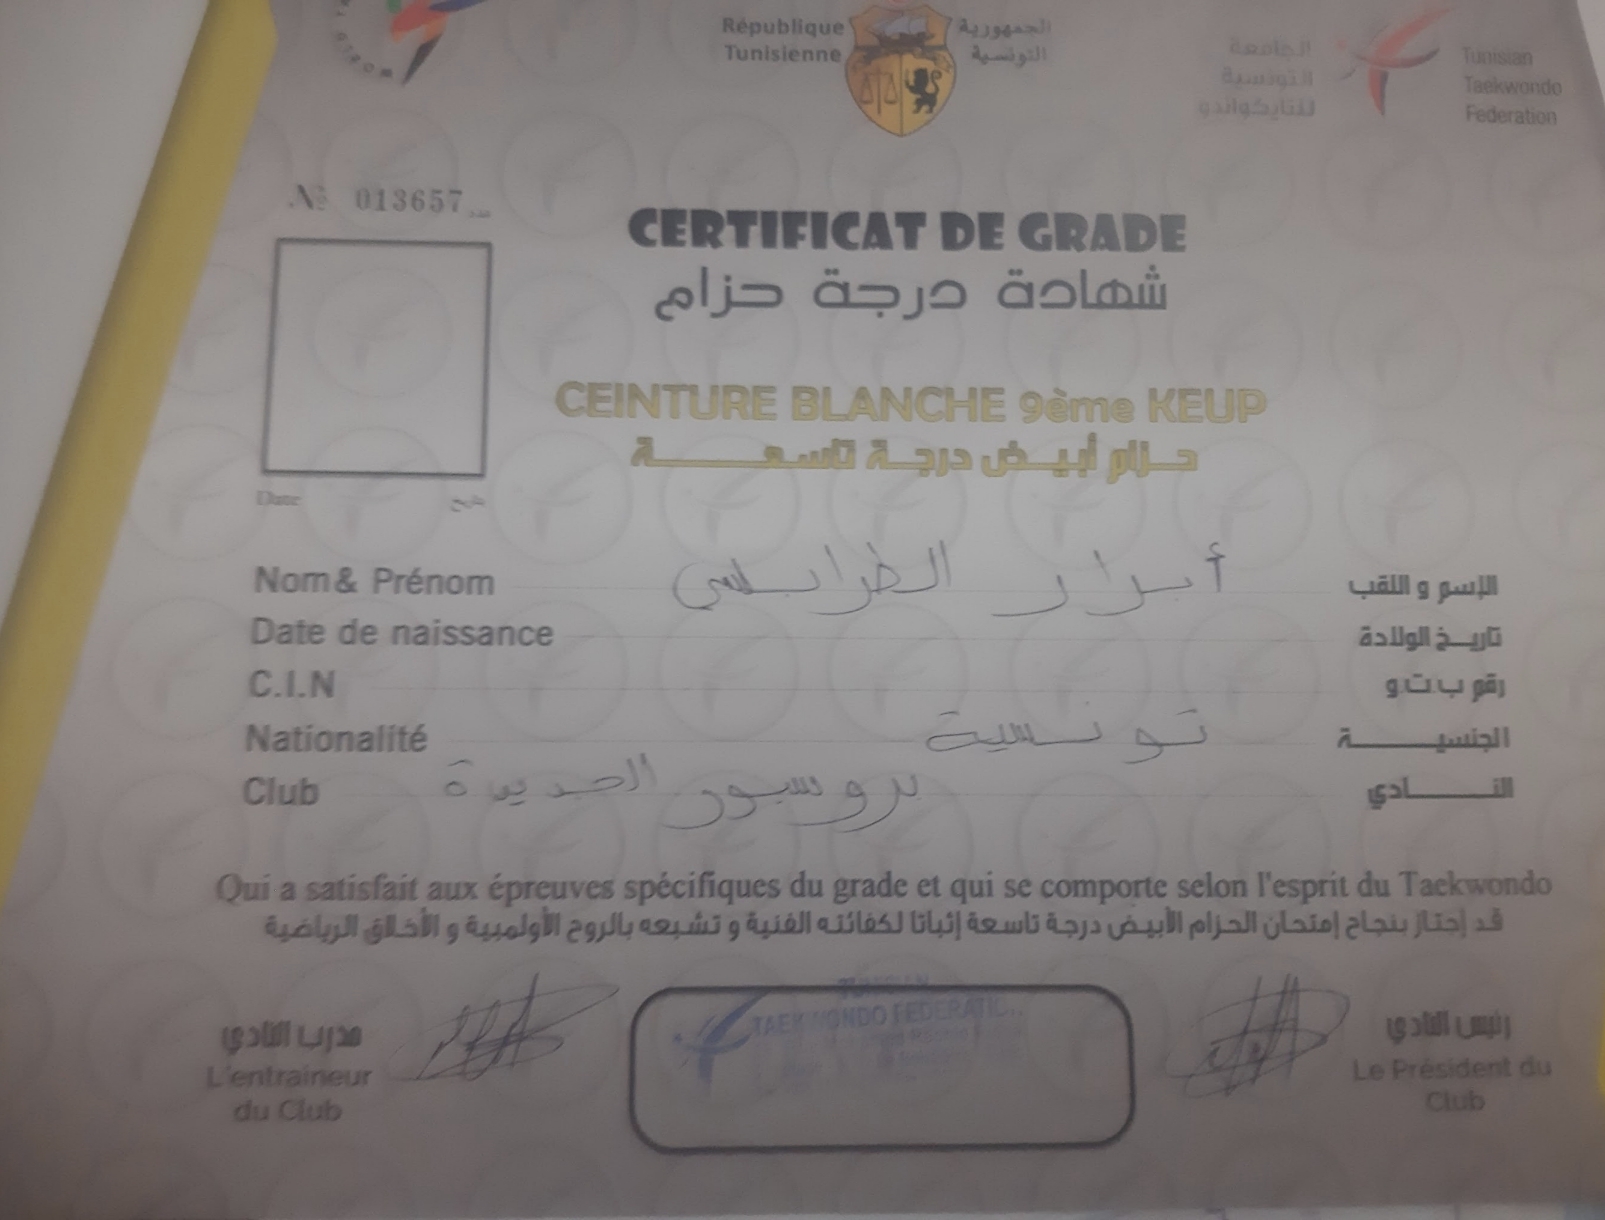 République
Tunisienne
الجمهورية
التونسية
الجامعة
التونسية
للتايكواندو
Tunisian
Taekwondo
Federation
№ 013657 عدد
CERTIFICAT DE GRADE
شهادة درجة حزام
CEINTURE BLANCHE 9ème KEUP
حزام أبيض درجة تاسعة
Date تاريخ
Nom& Prénom أبرار الطرابلسي الإسم و اللقب
Date de naissance تاريخ الولادة
C.I.N رقم ب.ت.و
Nationalité تونسية الجنسية
Club بروسبور الجديدة النادي
Qui a satisfait aux épreuves spécifiques du grade et qui se comporte selon l'esprit du Taekwondo
قد إجتاز بنجاح إمتحان الحزام الأبيض درجة تاسعة إثباتا لكفائته الفنية و تشبعه بالروح الأولمبية و الأخلاق الرياضية
مدرب النادي
L'entraineur
du Club
TAEKWONDO FEDERATIO
رئيس النادي
Le Président du
Club